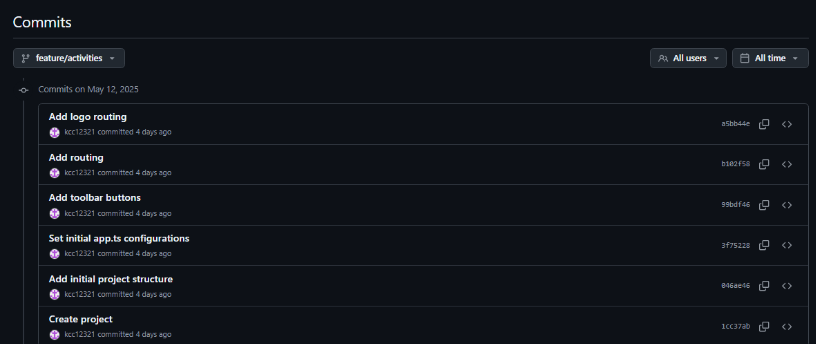 Commits
feature/activities
All users
All time
Commits on May 12, 2025
Add logo routing
kcc12321 committed 4 days ago
a5bb44e
Add routing
kcc12321 committed 4 days ago
b102f58
Add toolbar buttons
kcc12321 committed 4 days ago
99bdf46
Set initial app.ts configurations
kcc12321 committed 4 days ago
3f75228
Add initial project structure
kcc12321 committed 4 days ago
046ae46
Create project
kcc12321 committed 4 days ago
1cc37ab